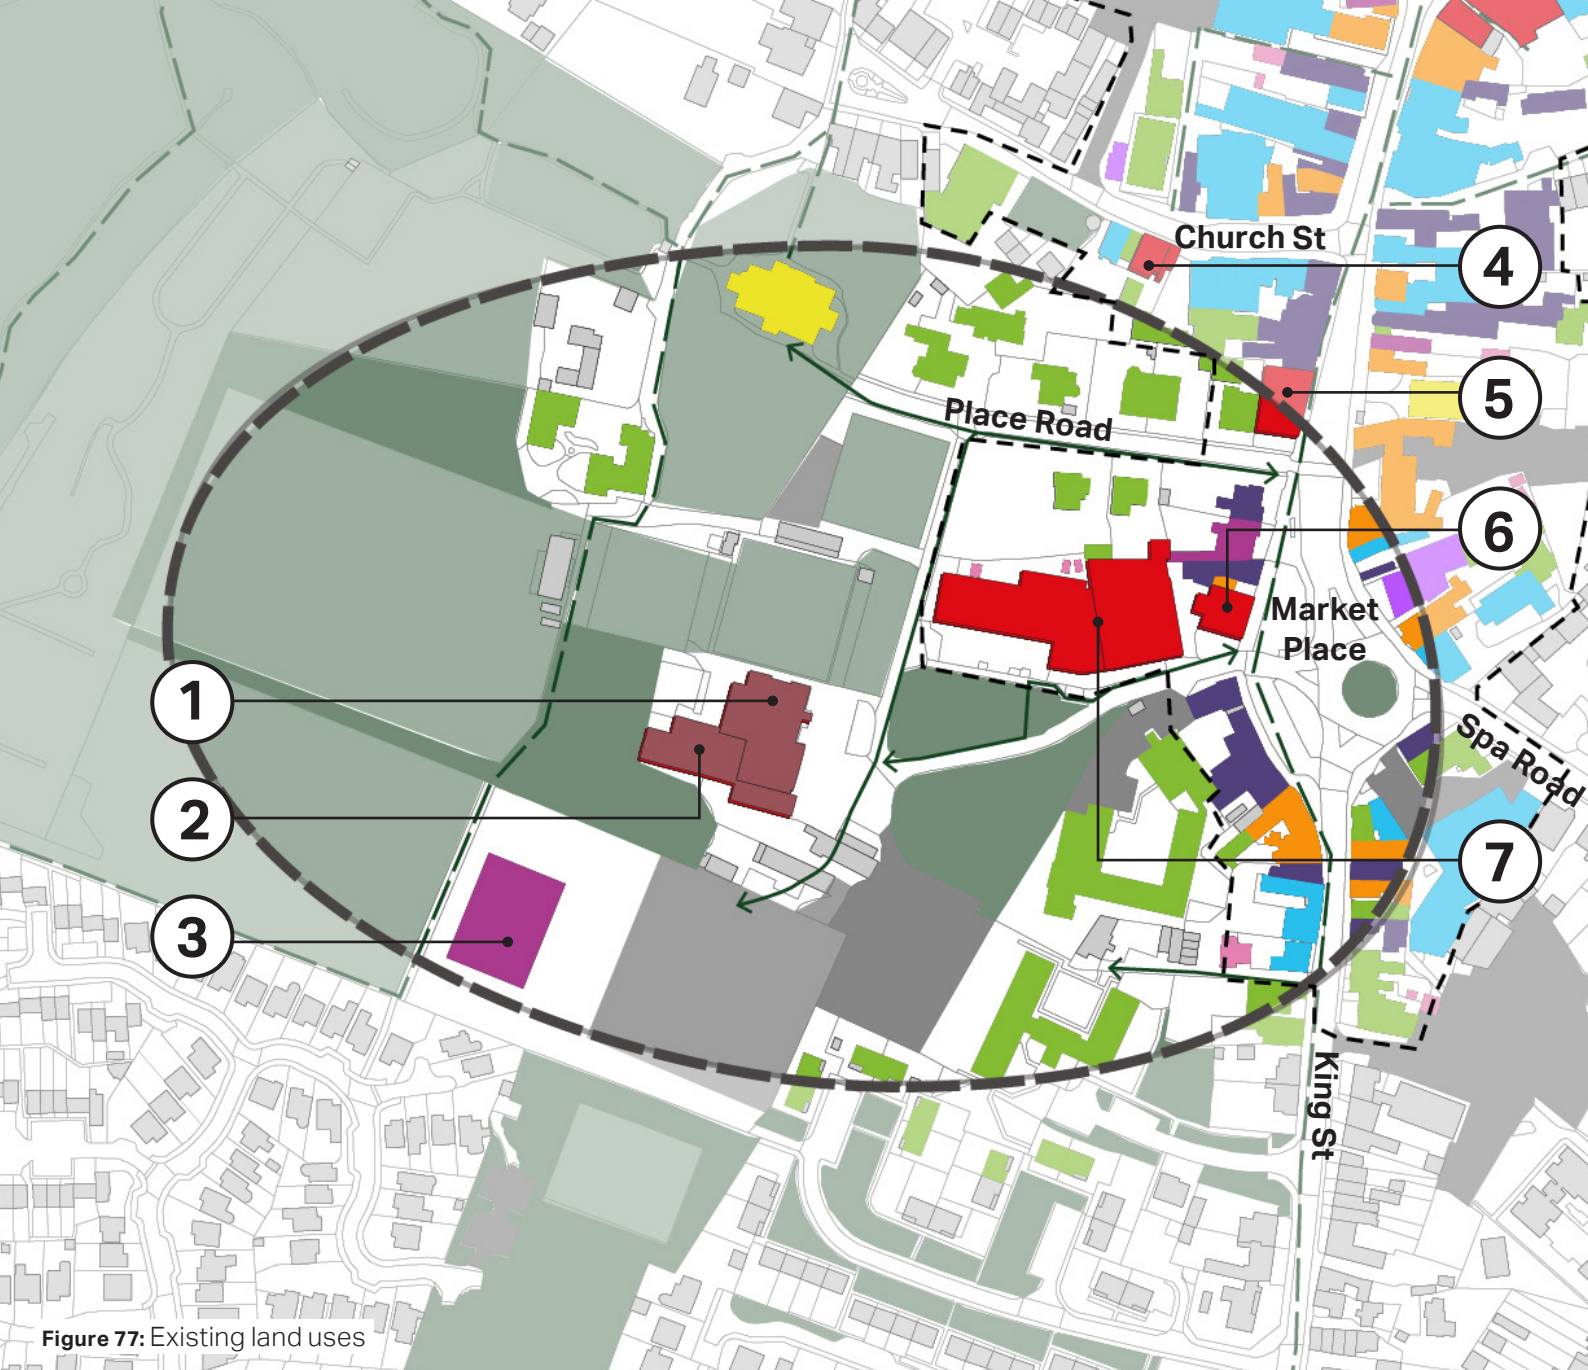 Church St
4
5
Place Road
6
Market
Place
1
Spa Road
2
7
3
King St
Figure 77: Existing land uses